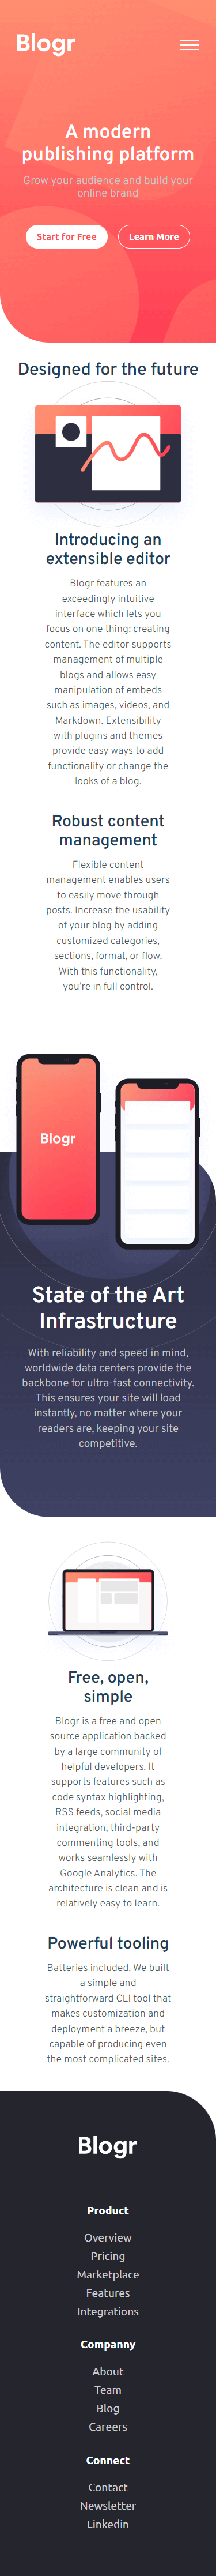 Blogr
A modern
publishing platform
Grow your audience and build your
online brand
Start for Free
Learn More
Designed for the future
Introducing an
extensible editor
Blogr features an
exceedingly intuitive
interface which lets you
focus on one thing: creating
content. The editor supports
management of multiple
blogs and allows easy
manipulation of embeds
such as images, videos, and
Markdown. Extensibility
with plugins and themes
provide easy ways to add
functionality or change the
looks of a blog.
Robust content
management
Flexible content
management enables users
to easily move through
posts. Increase the usability
of your blog by adding
customized categories,
sections, format, or flow.
With this functionality,
you're in full control.
Blogr
State of the Art
Infrastructure
With reliability and speed in mind,
worldwide data centers provide the
backbone for ultra-fast connectivity.
This ensures your site will load
instantly, no matter where your
readers are, keeping your site
competitive.
Free, open,
simple
Blogr is a free and open
source application backed
by a large community of
helpful developers. It
supports features such as
code syntax highlighting,
RSS feeds, social media
integration, third-party
commenting tools, and
works seamlessly with
Google Analytics. The
architecture is clean and is
relatively easy to learn.
Powerful tooling
Batteries included. We built
a simple and
straightforward CLI tool that
makes customization and
deployment a breeze, but
capable of producing even
the most complicated sites.
Blogr
Product
Overview
Pricing
Marketplace
Features
Integrations
Companny
About
Team
Blog
Careers
Connect
Contact
Newsletter
Linkedin